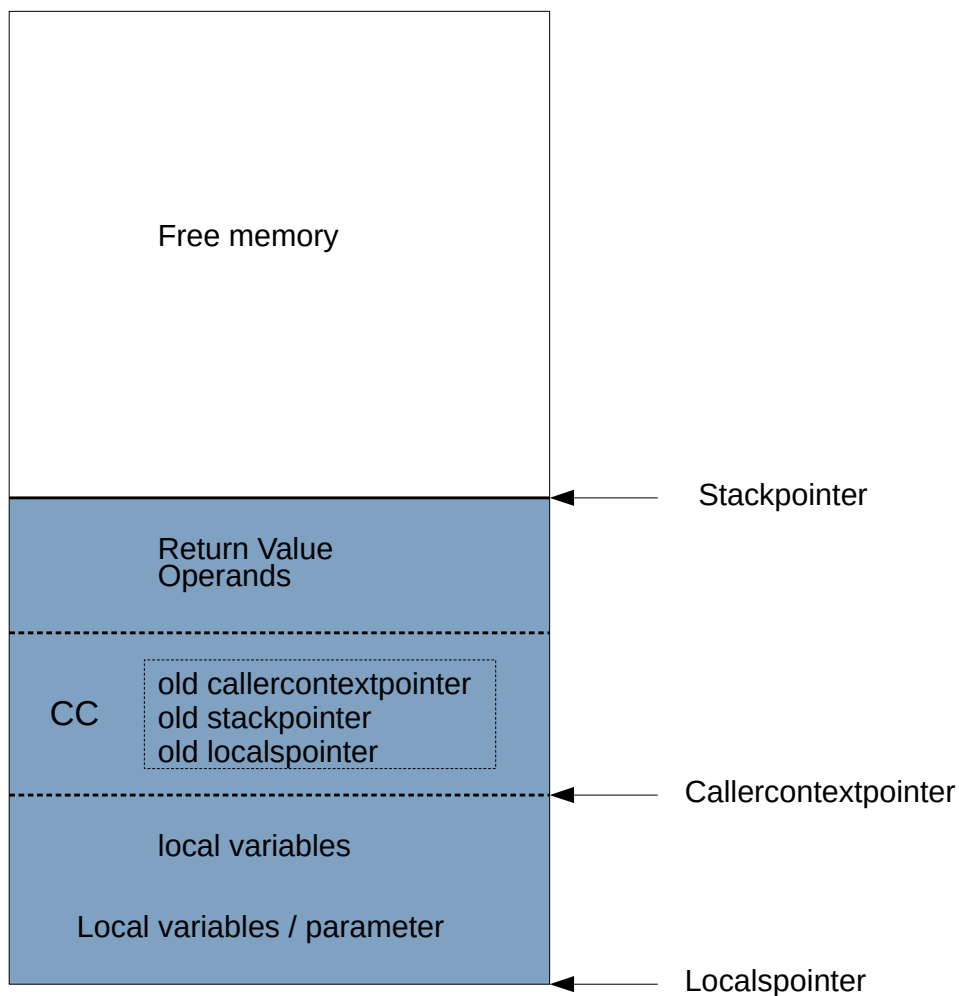 Free memory
Stackpointer
Return Value
Operands
CC
old callercontextpointer
old stackpointer
old localspointer
Callercontextpointer
local variables
Local variables / parameter
Localspointer